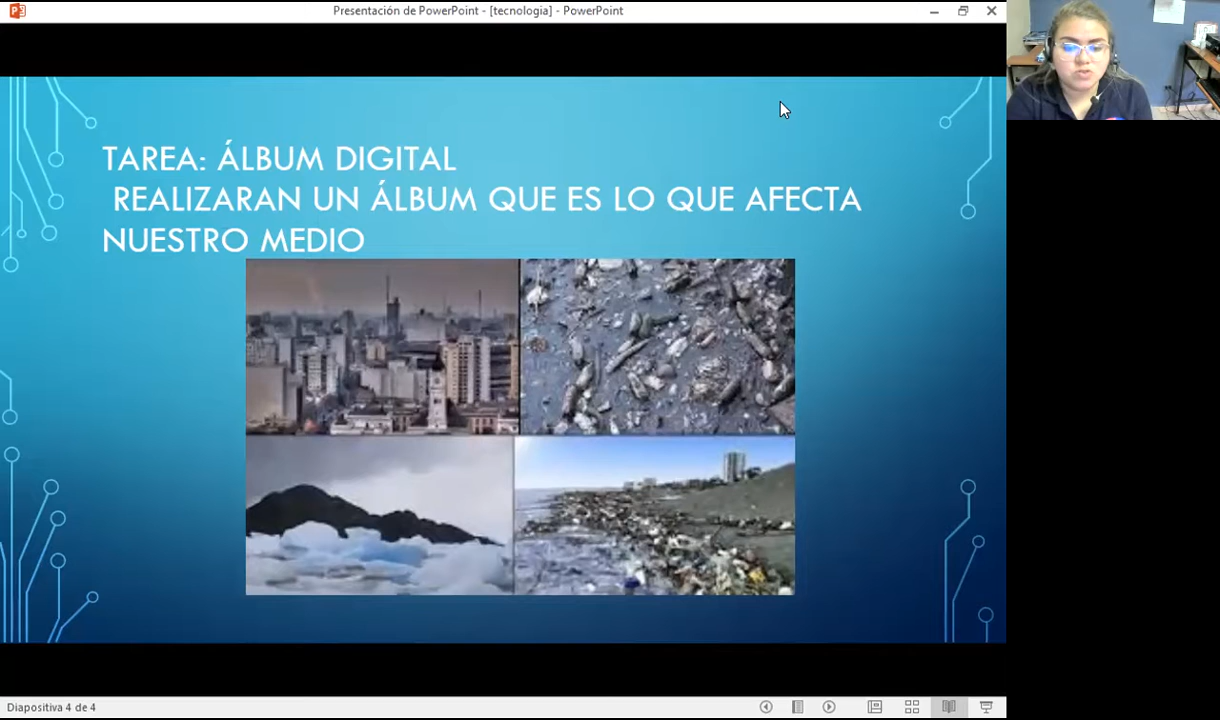 Presentación de PowerPoint - [tecnologia] - PowerPoint
TAREA: ÁLBUM DIGITAL
REALIZARAN UN ÁLBUM QUE ES LO QUE AFECTA
NUESTRO MEDIO
Diapositiva 4 de 4